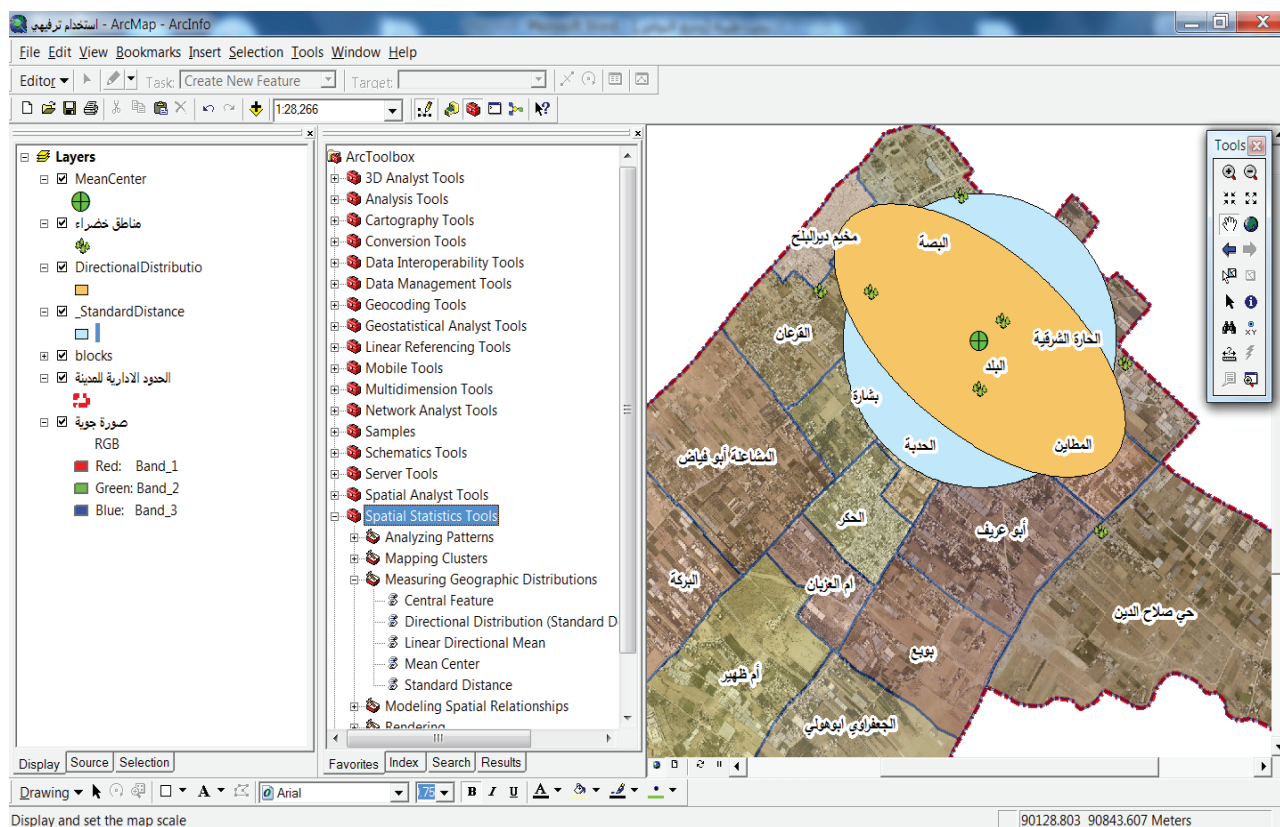 استخدام ترفيهي - ArcMap - ArcInfo
File Edit View Bookmarks Insert Selection Tools Window Help
Editor Task: Create New Feature Target:
1:28,266
Layers
MeanCenter
مناطق خضراء
DirectionalDistributio
_StandardDistance
blocks
الحدود الادارية للمدينة
صورة جوية
RGB
Red: Band_1
Green: Band_2
Blue: Band_3
Display Source Selection
ArcToolbox
3D Analyst Tools
Analysis Tools
Cartography Tools
Conversion Tools
Data Interoperability Tools
Data Management Tools
Geocoding Tools
Geostatistical Analyst Tools
Linear Referencing Tools
Mobile Tools
Multidimension Tools
Network Analyst Tools
Samples
Schematics Tools
Server Tools
Spatial Analyst Tools
Spatial Statistics Tools
Analyzing Patterns
Mapping Clusters
Measuring Geographic Distributions
Central Feature
Directional Distribution (Standard D
Linear Directional Mean
Mean Center
Standard Distance
Modeling Spatial Relationships
Rendering
Favorites Index Search Results
Tools
XY
مخيم ديرالبلح
البصة
القرعان
الحارة الشرقية
البلد
بشارة
الحدبة
المطاين
المشاعلة أبو فياض
الحكر
أبو عريف
البركة
ام العزيان
حي صلاح الدين
بوبع
أم ظهير
الجعفراوي ابوهولي
Drawing A Arial 75 B I U A
Display and set the map scale
90128.803 90843.607 Meters